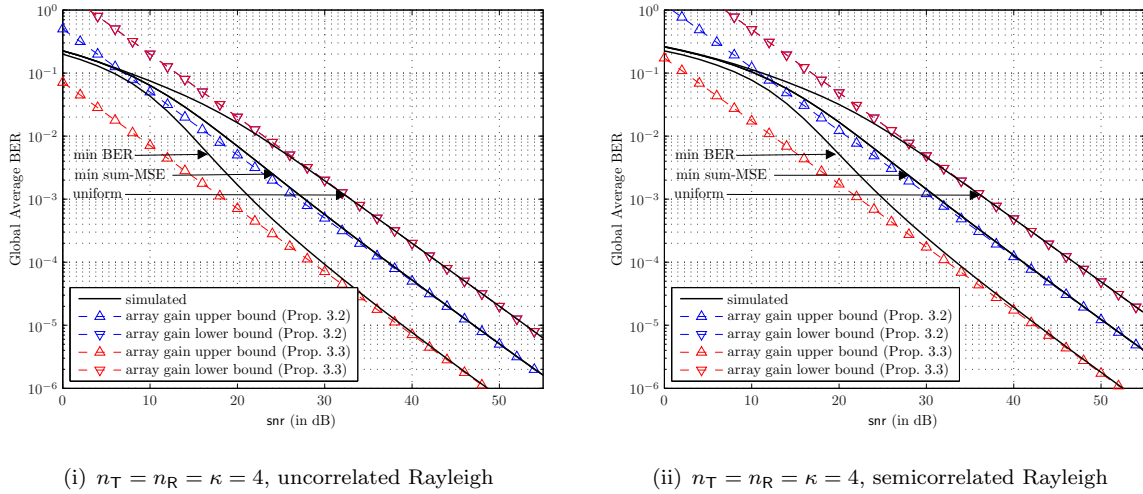 Global Average BER
10^0
10^−1
10^−2
10^−3
10^−4
10^−5
10^−6
min BER
min sum-MSE
uniform
simulated
array gain upper bound (Prop. 3.2)
array gain lower bound (Prop. 3.2)
array gain upper bound (Prop. 3.3)
array gain lower bound (Prop. 3.3)
0 10 20 30 40 50
snr (in dB)
(i) n_T = n_R = κ = 4, uncorrelated Rayleigh
Global Average BER
10^0
10^−1
10^−2
10^−3
10^−4
10^−5
10^−6
min BER
min sum-MSE
uniform
simulated
array gain upper bound (Prop. 3.2)
array gain lower bound (Prop. 3.2)
array gain upper bound (Prop. 3.3)
array gain lower bound (Prop. 3.3)
0 10 20 30 40 50
snr (in dB)
(ii) n_T = n_R = κ = 4, semicorrelated Rayleigh